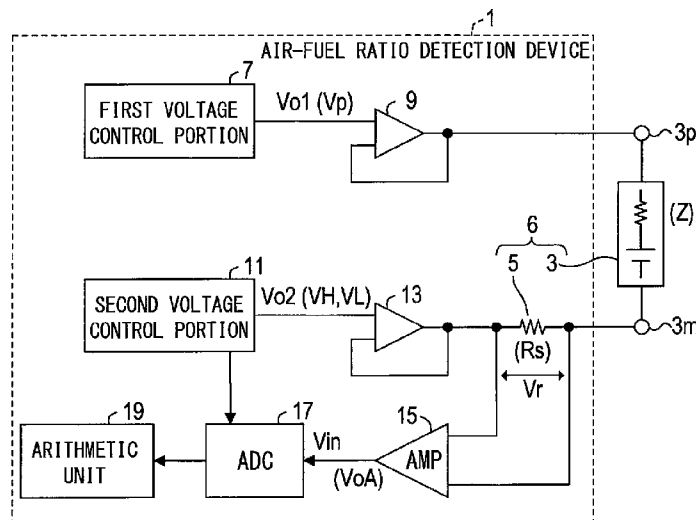 1
AIR-FUEL RATIO DETECTION DEVICE
7
FIRST VOLTAGE
CONTROL PORTION
Vo1 (Vp)
9
3p
(Z)
6
5 3
11
SECOND VOLTAGE
CONTROL PORTION
Vo2 (VH,VL)
13
(Rs)
3m
Vr
19
ARITHMETIC
UNIT
17
ADC
Vin
(VoA)
15
AMP